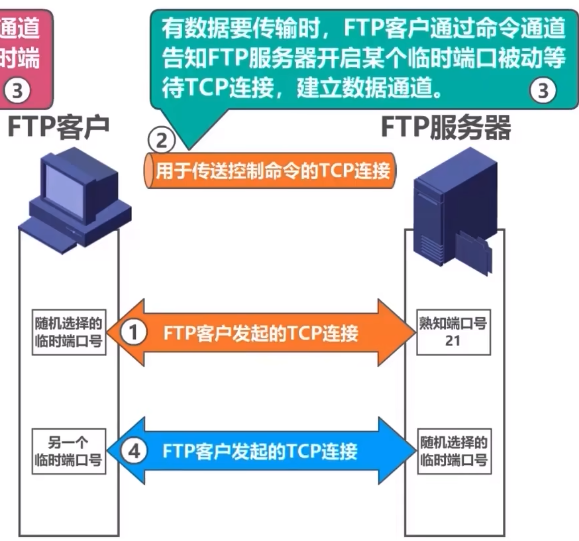 通道
时端
③
有数据要传输时，FTP客户通过命令通道
告知FTP服务器开启某个临时端口被动等
待TCP连接，建立数据通道。
③
FTP客户
FTP服务器
②
用于传送控制命令的TCP连接
随机选择的
临时端口号
①
FTP客户发起的TCP连接
熟知端口号
21
另一个
临时端口号
④
FTP客户发起的TCP连接
随机选择的
临时端口号